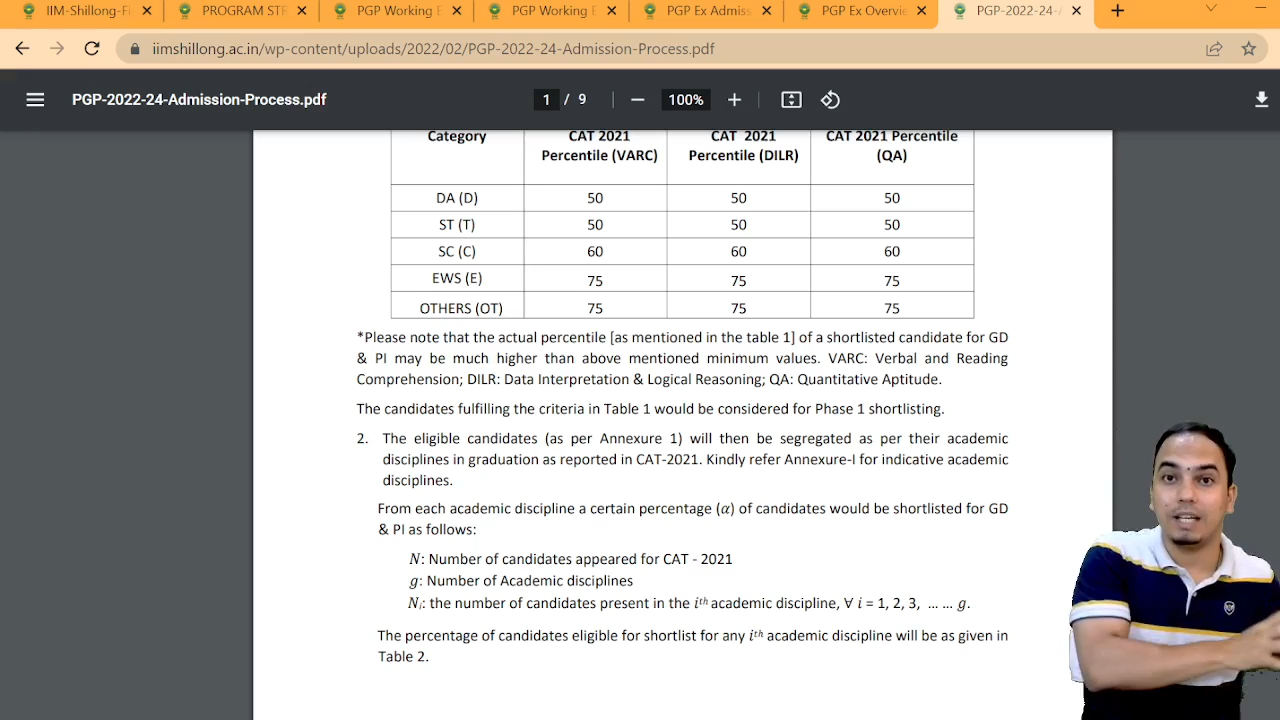 IIM-Shillong-Fi
PROGRAM STR
PGP Working E
PGP Working E
PGP Ex Admiss
PGP Ex Overvie
PGP-2022-24-A
iimshillong.ac.in/wp-content/uploads/2022/02/PGP-2022-24-Admission-Process.pdf
PGP-2022-24-Admission-Process.pdf
1 / 9
100%
Category CAT 2021 CAT 2021 CAT 2021 Percentile
Percentile (VARC) Percentile (DILR) (QA)
DA (D) 50 50 50
ST (T) 50 50 50
SC (C) 60 60 60
EWS (E) 75 75 75
OTHERS (OT) 75 75 75
*Please note that the actual percentile [as mentioned in the table 1] of a shortlisted candidate for GD
& PI may be much higher than above mentioned minimum values. VARC: Verbal and Reading
Comprehension; DILR: Data Interpretation & Logical Reasoning; QA: Quantitative Aptitude.
The candidates fulfilling the criteria in Table 1 would be considered for Phase 1 shortlisting.
2. The eligible candidates (as per Annexure 1) will then be segregated as per their academic
disciplines in graduation as reported in CAT-2021. Kindly refer Annexure-I for indicative academic
disciplines.
From each academic discipline a certain percentage (α) of candidates would be shortlisted for GD
& PI as follows:
N: Number of candidates appeared for CAT - 2021
g: Number of Academic disciplines
Nᵢ: the number of candidates present in the iᵗʰ academic discipline, ∀ i = 1, 2, 3, ... ... g.
The percentage of candidates eligible for shortlist for any iᵗʰ academic discipline will be as given in
Table 2.